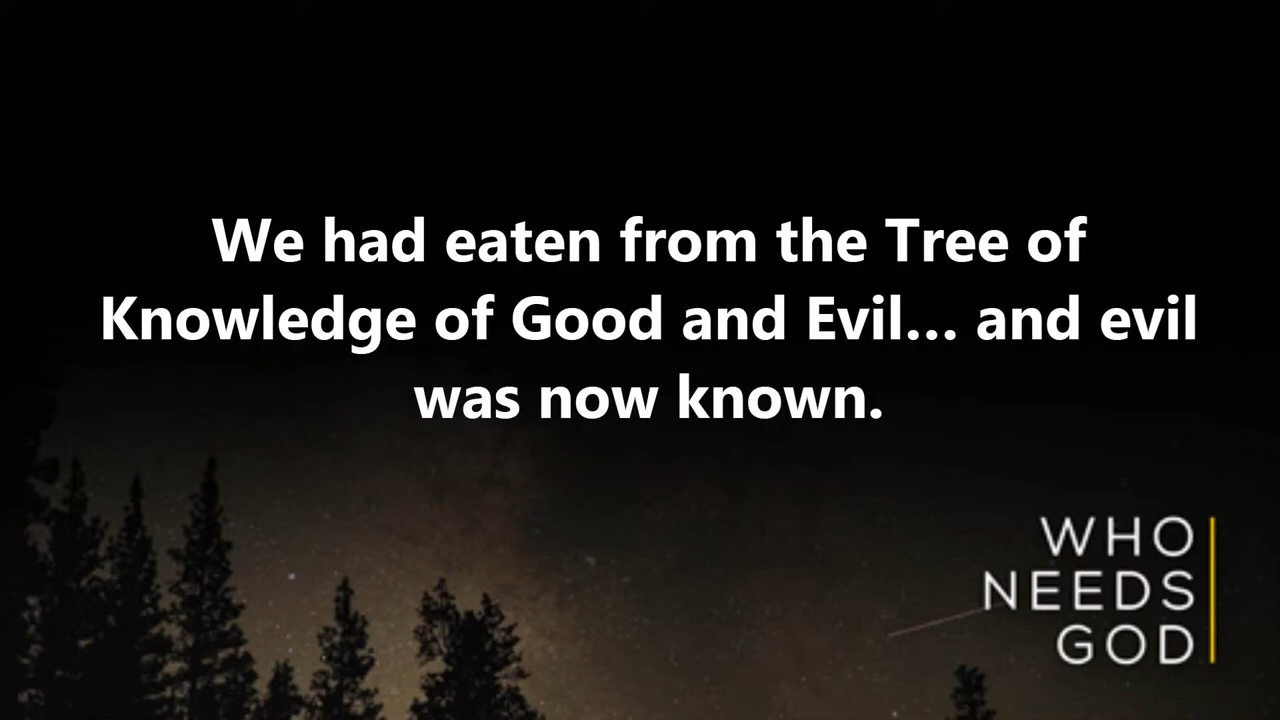 We had eaten from the Tree of
Knowledge of Good and Evil... and evil
was now known.
WHO
NEEDS
GOD